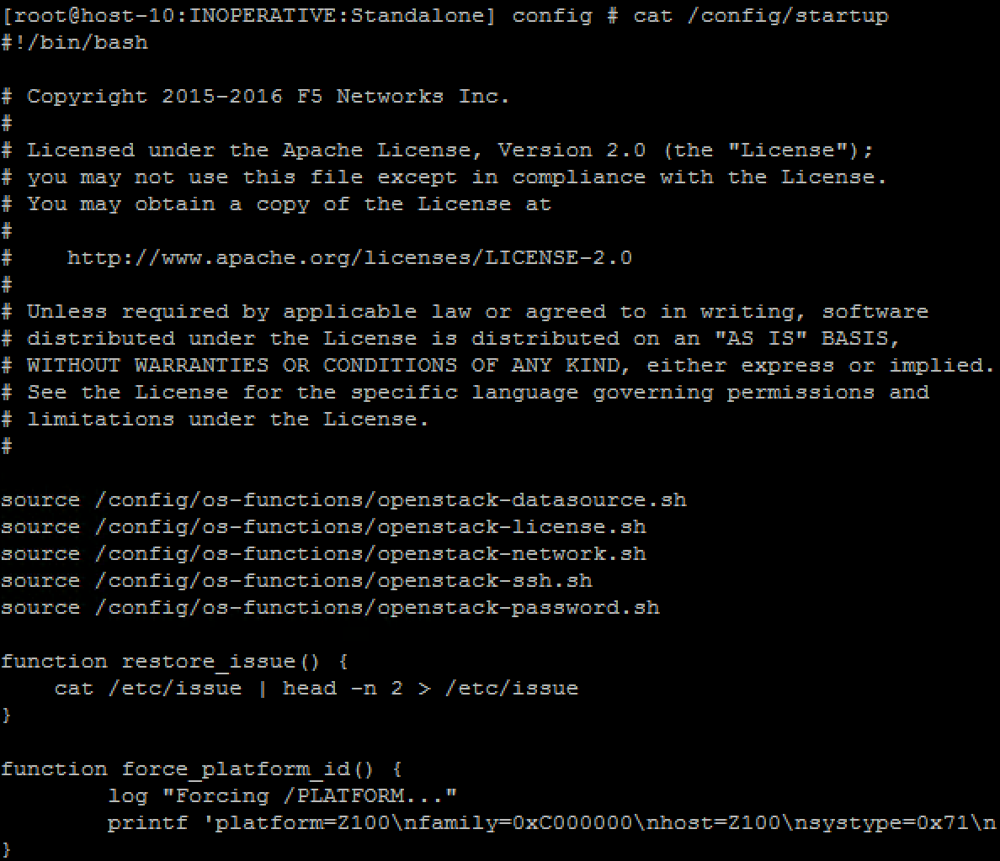 [root@host-10:INOPERATIVE:Standalone] config # cat /config/startup
#!/bin/bash

# Copyright 2015-2016 F5 Networks Inc.
#
# Licensed under the Apache License, Version 2.0 (the "License");
# you may not use this file except in compliance with the License.
# You may obtain a copy of the License at
#
#    http://www.apache.org/licenses/LICENSE-2.0
#
# Unless required by applicable law or agreed to in writing, software
# distributed under the License is distributed on an "AS IS" BASIS,
# WITHOUT WARRANTIES OR CONDITIONS OF ANY KIND, either express or implied.
# See the License for the specific language governing permissions and
# limitations under the License.
#

source /config/os-functions/openstack-datasource.sh
source /config/os-functions/openstack-license.sh
source /config/os-functions/openstack-network.sh
source /config/os-functions/openstack-ssh.sh
source /config/os-functions/openstack-password.sh

function restore_issue() {
    cat /etc/issue | head -n 2 > /etc/issue
}

function force_platform_id() {
        log "Forcing /PLATFORM..."
        printf 'platform=Z100\nfamily=0xC000000\nhost=Z100\nsystype=0x71\n
}